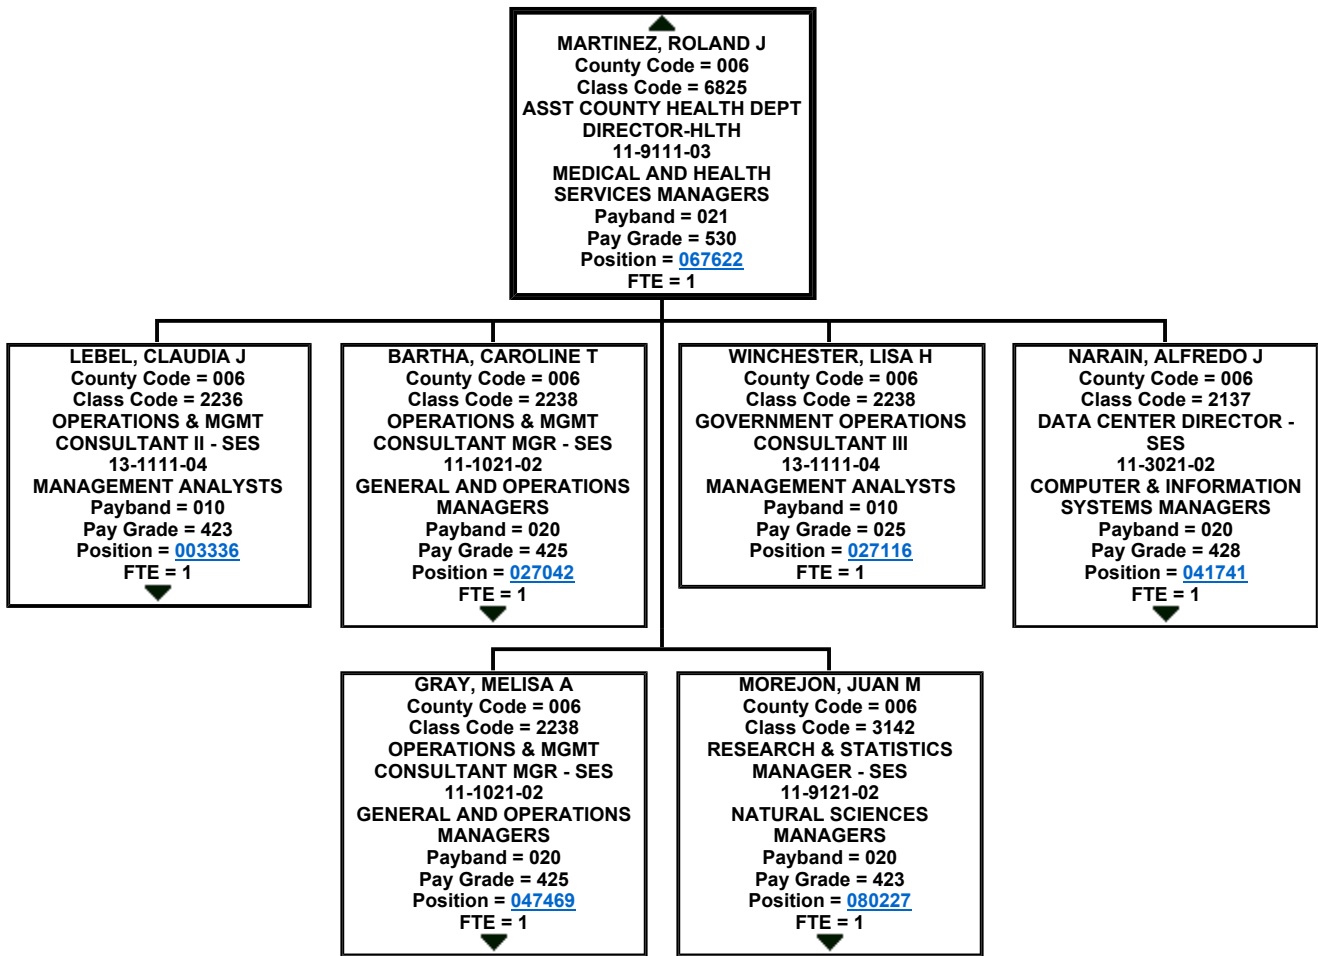 MARTINEZ, ROLAND J
County Code = 006
Class Code = 6825
ASST COUNTY HEALTH DEPT
DIRECTOR-HLTH
11-9111-03
MEDICAL AND HEALTH
SERVICES MANAGERS
Payband = 021
Pay Grade = 530
Position = 067622
FTE = 1
LEBEL, CLAUDIA J
County Code = 006
Class Code = 2236
OPERATIONS & MGMT
CONSULTANT II - SES
13-1111-04
MANAGEMENT ANALYSTS
Payband = 010
Pay Grade = 423
Position = 003336
FTE = 1
BARTHA, CAROLINE T
County Code = 006
Class Code = 2238
OPERATIONS & MGMT
CONSULTANT MGR - SES
11-1021-02
GENERAL AND OPERATIONS
MANAGERS
Payband = 020
Pay Grade = 425
Position = 027042
FTE = 1
WINCHESTER, LISA H
County Code = 006
Class Code = 2238
GOVERNMENT OPERATIONS
CONSULTANT III
13-1111-04
MANAGEMENT ANALYSTS
Payband = 010
Pay Grade = 025
Position = 027116
FTE = 1
NARAIN, ALFREDO J
County Code = 006
Class Code = 2137
DATA CENTER DIRECTOR -
SES
11-3021-02
COMPUTER & INFORMATION
SYSTEMS MANAGERS
Payband = 020
Pay Grade = 428
Position = 041741
FTE = 1
GRAY, MELISA A
County Code = 006
Class Code = 2238
OPERATIONS & MGMT
CONSULTANT MGR - SES
11-1021-02
GENERAL AND OPERATIONS
MANAGERS
Payband = 020
Pay Grade = 425
Position = 047469
FTE = 1
MOREJON, JUAN M
County Code = 006
Class Code = 3142
RESEARCH & STATISTICS
MANAGER - SES
11-9121-02
NATURAL SCIENCES
MANAGERS
Payband = 020
Pay Grade = 423
Position = 080227
FTE = 1